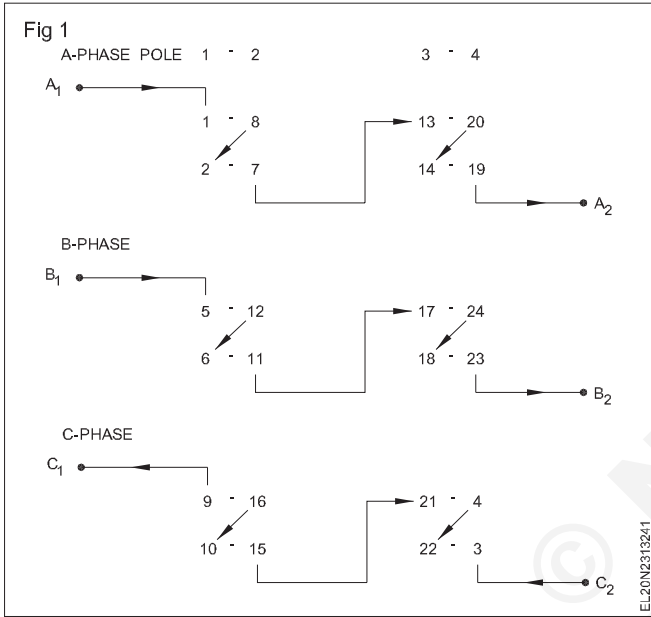 Fig 1
A-PHASE POLE 1 - 2 3 - 4
A1
1 - 8 13 - 20
2 - 7 14 - 19
A2
B-PHASE
B1
5 - 12 17 - 24
6 - 11 18 - 23
B2
C-PHASE
C1
9 - 16 21 - 4
10 - 15 22 - 3
C2
©
EL20N2313241